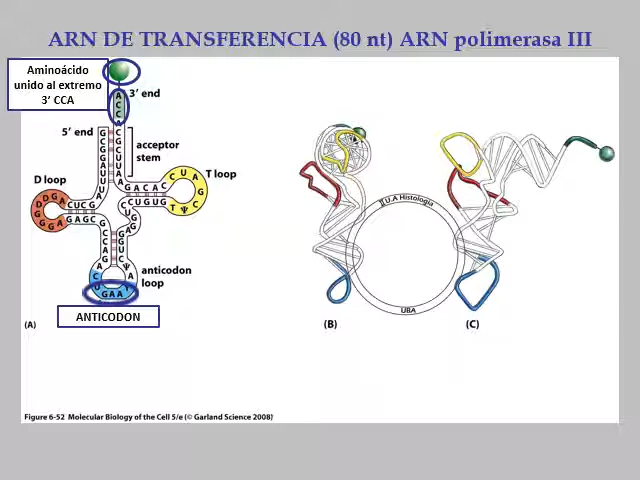 ARN DE TRANSFERENCIA (80 nt) ARN polimerasa III
Aminoácido
unido al extremo
3’ CCA
3’ end
A
C
C
5’ end
acceptor
stem
G
C
G
G
A
U
U
U
A
C
G
C
U
U
A
A
D loop
T loop
G A C A C
C U G U G
C U A G C Ψ T
C U C G
G A G C
anticodon
loop
G A A
ANTICODON
II U.A Histología
UBA
(A)
(B)
(C)
Figure 6-52 Molecular Biology of the Cell 5/e (© Garland Science 2008)